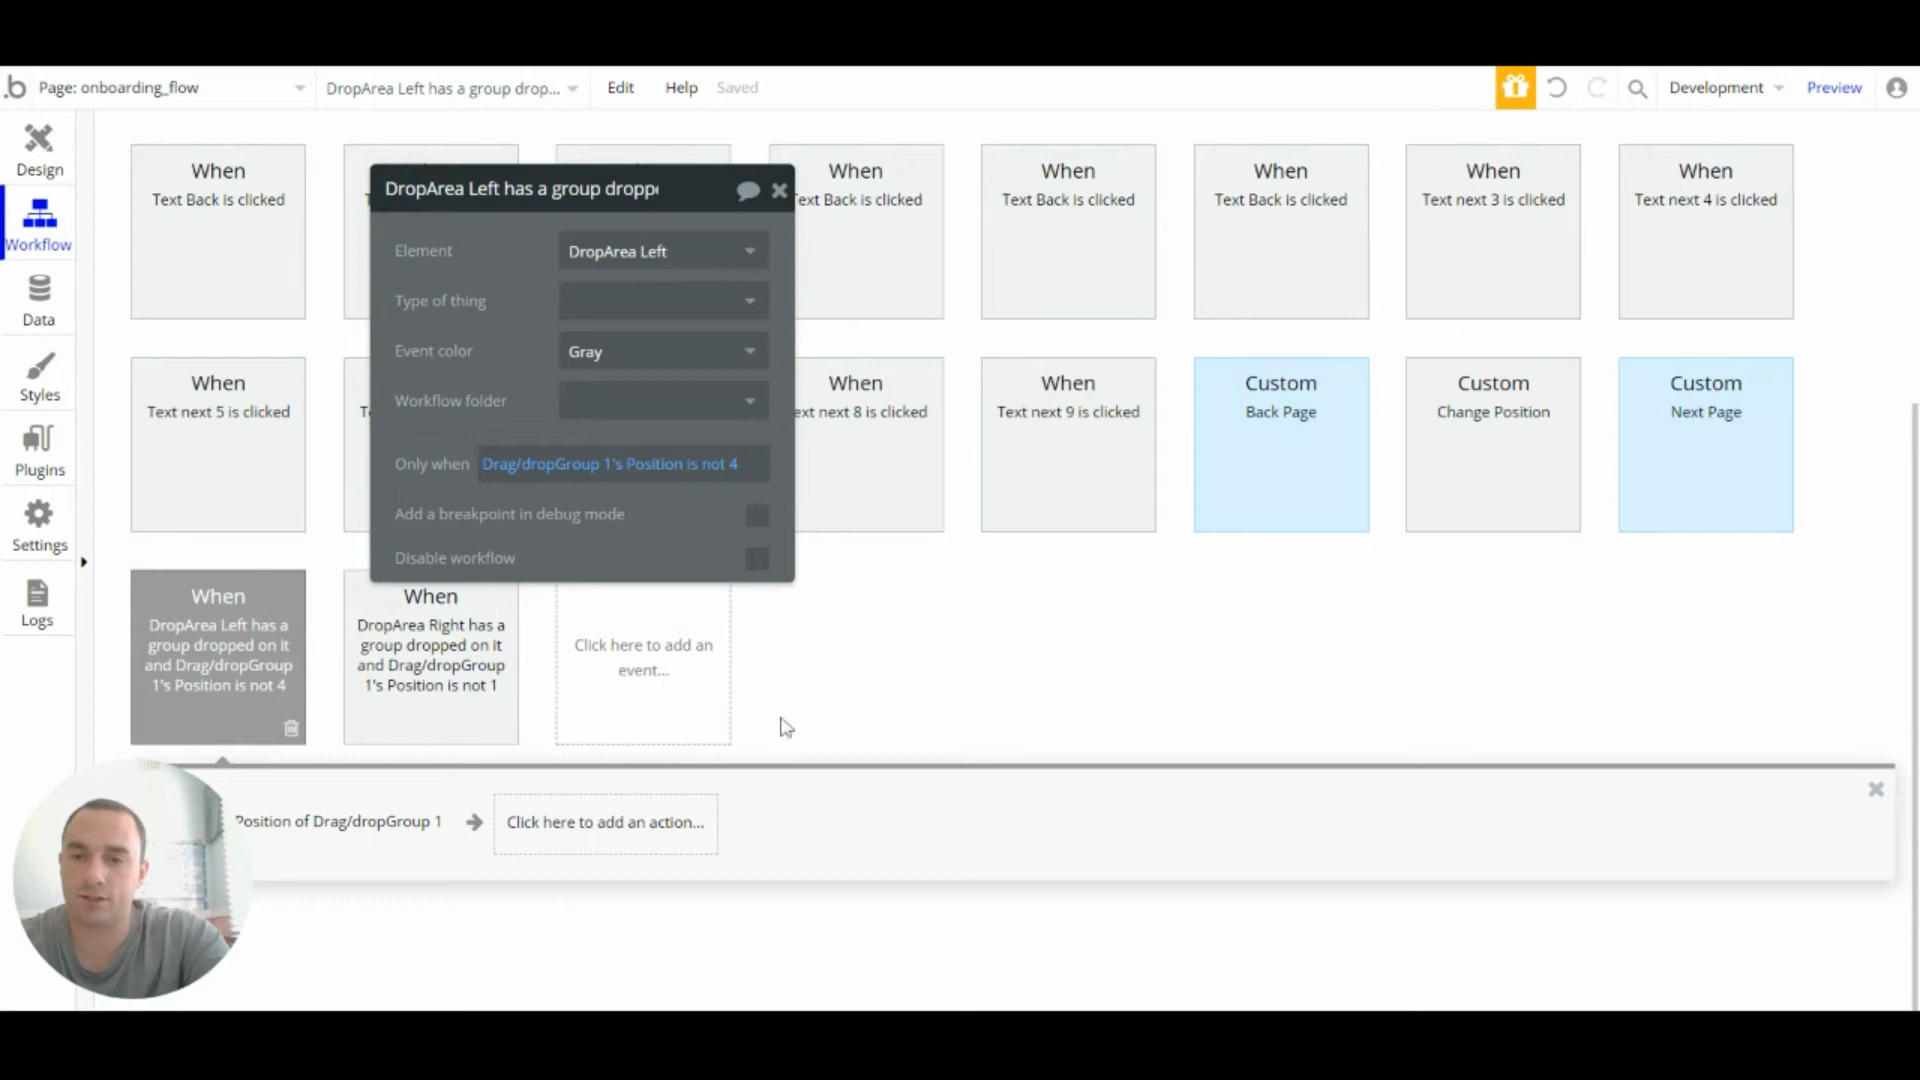 .b
Page: onboarding_flow
DropArea Left has a group drop...
Edit
Help
Saved
Development
Preview
Design
Workflow
Data
Styles
Plugins
Settings
Logs
When
Text Back is clicked
When
Text Back is clicked
When
Text Back is clicked
When
Text Back is clicked
When
Text next 3 is clicked
When
Text next 4 is clicked
DropArea Left has a group dropp
Element
DropArea Left
Type of thing
Event color
Gray
Workflow folder
Only when
Drag/dropGroup 1's Position is not 4
Add a breakpoint in debug mode
Disable workflow
When
Text next 5 is clicked
When
ext next 8 is clicked
When
Text next 9 is clicked
Custom
Back Page
Custom
Change Position
Custom
Next Page
When
DropArea Left has a
group dropped on it
and Drag/dropGroup
1's Position is not 4
When
DropArea Right has a
group dropped on it
and Drag/dropGroup
1's Position is not 1
Click here to add an
event...
Position of Drag/dropGroup 1
Click here to add an action...